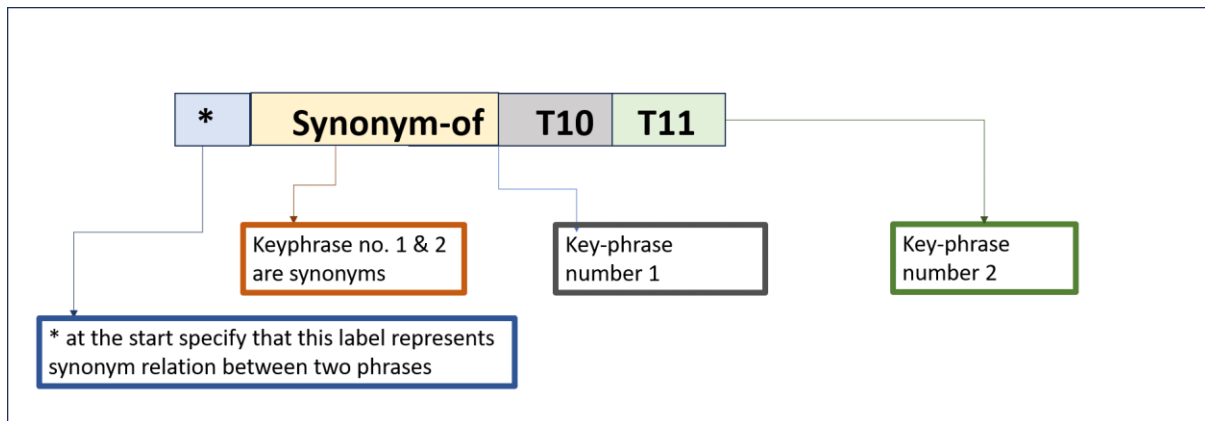 * Synonym-of T10 T11
Keyphrase no. 1 & 2
are synonyms
Key-phrase
number 1
Key-phrase
number 2
* at the start specify that this label represents
synonym relation between two phrases